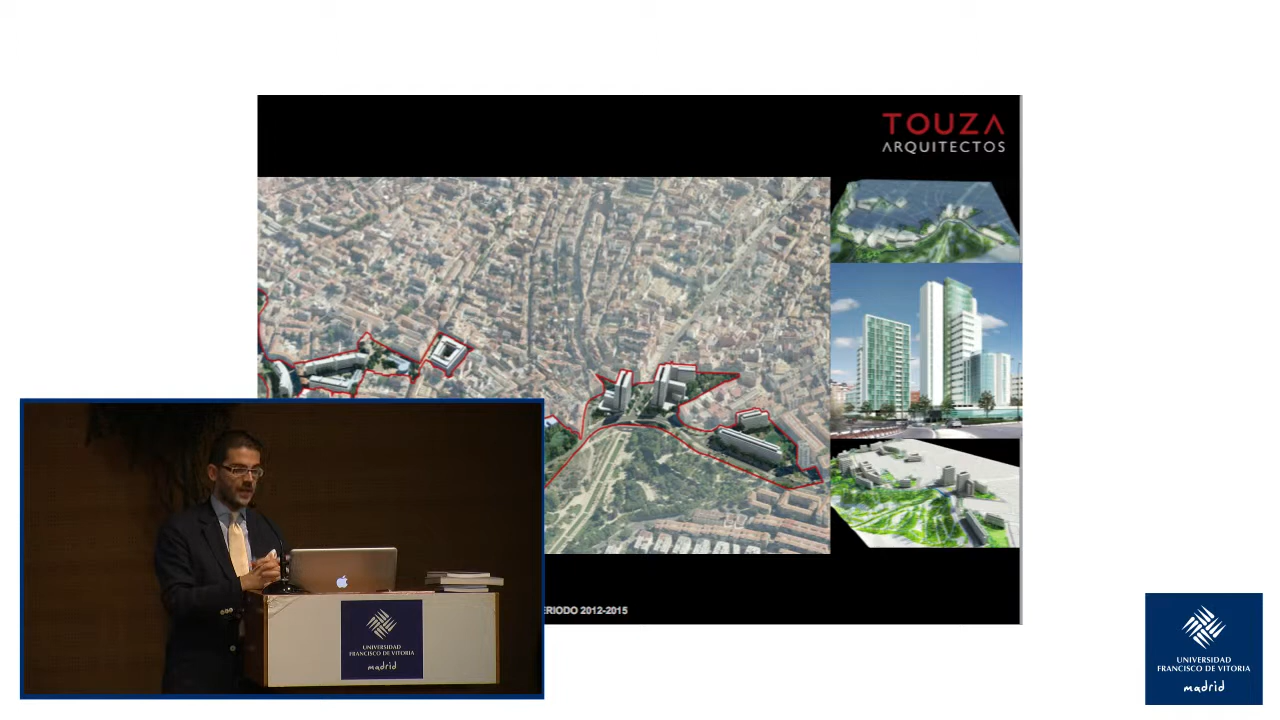 TOUZA
ARQUITECTOS
ERIODO 2012-2015
UNIVERSIDAD
FRANCISCO DE VITORIA
madrid
UNIVERSIDAD
FRANCISCO DE VITORIA
madrid